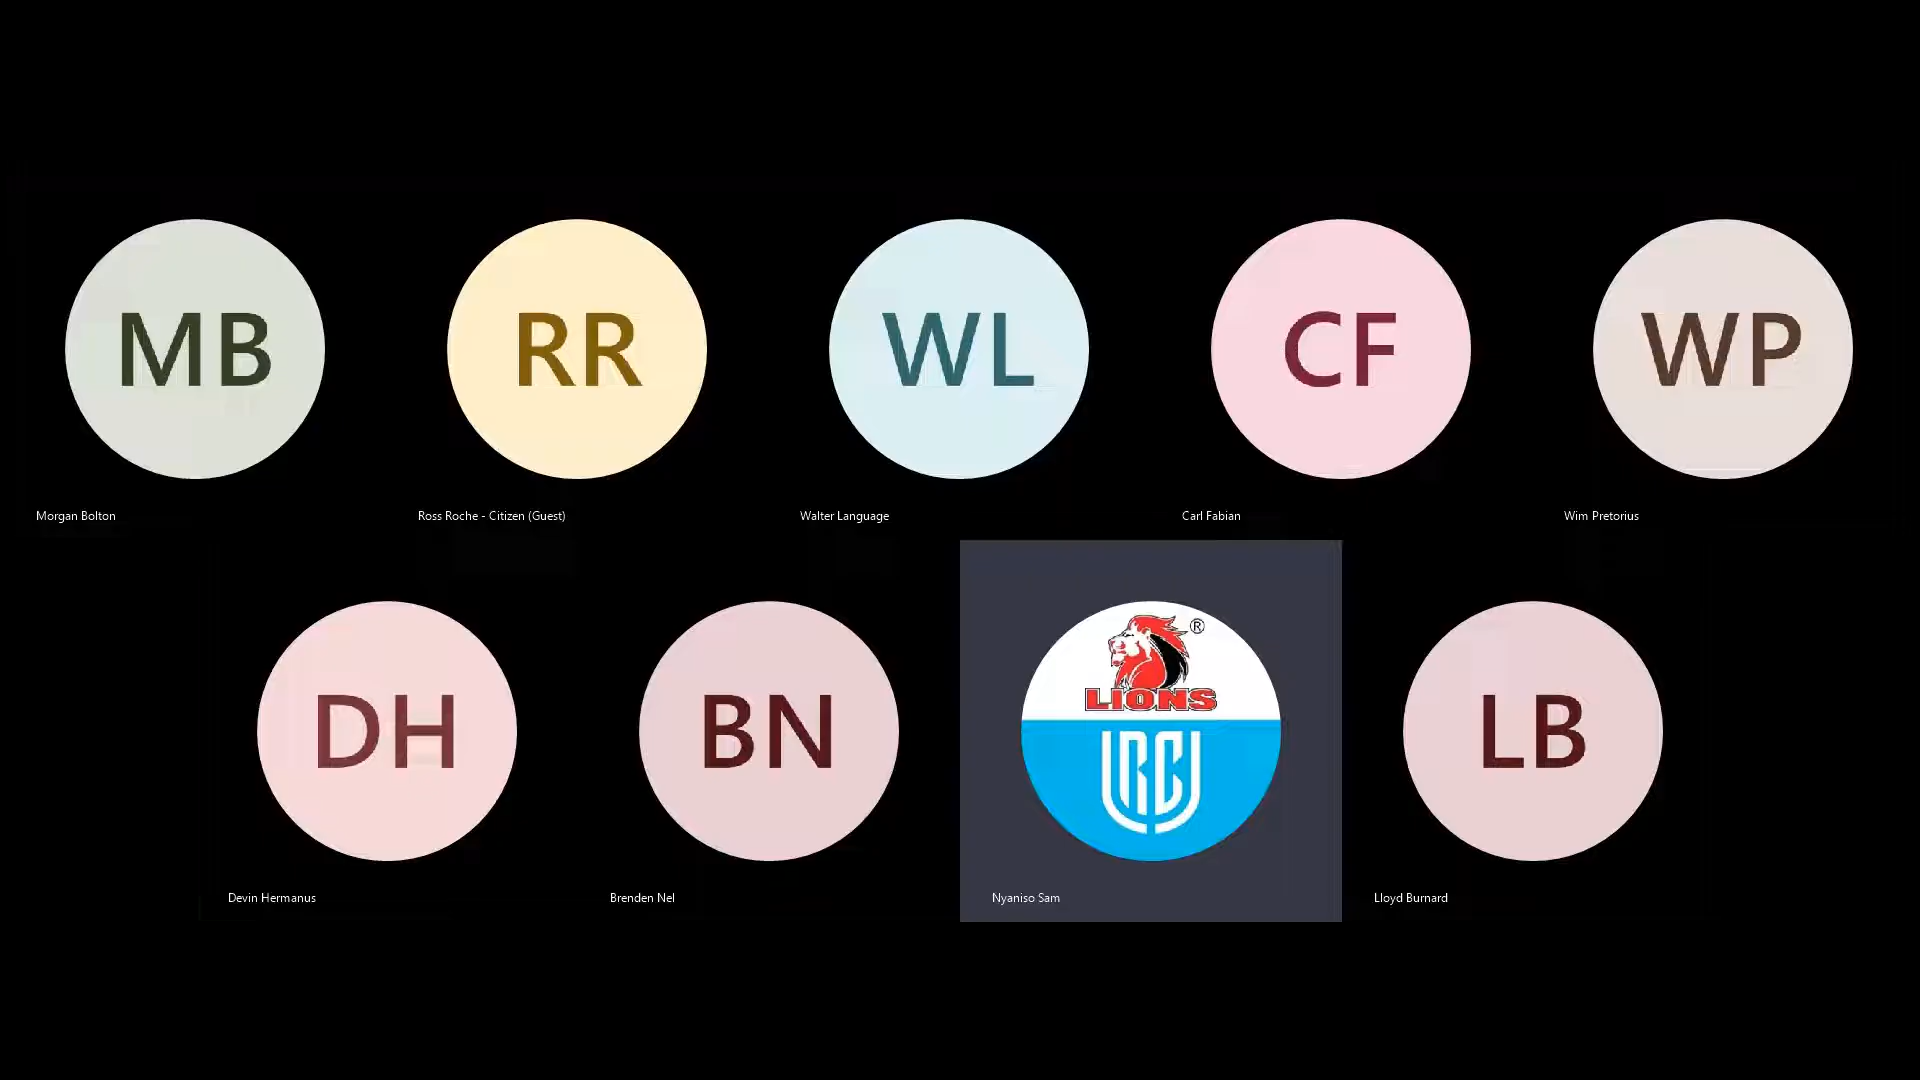 MB
RR
WL
CF
WP
Morgan Bolton
Ross Roche - Citizen (Guest)
Walter Language
Carl Fabian
Wim Pretorius
DH
BN
LIONS
®
URC
LB
Devin Hermanus
Brenden Nel
Nyaniso Sam
Lloyd Burnard